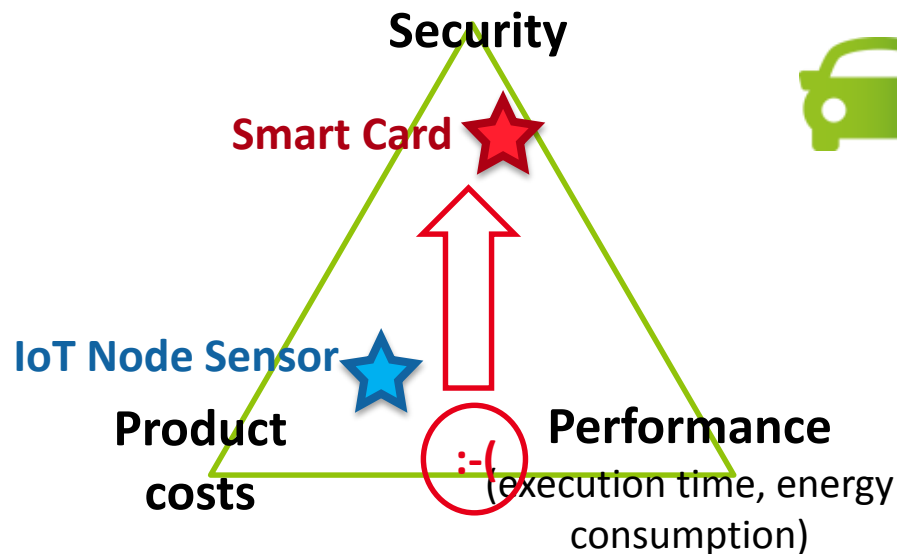 Security
Smart Card
IoT Node Sensor
Product
costs
:-(
Performance
(execution time, energy
consumption)